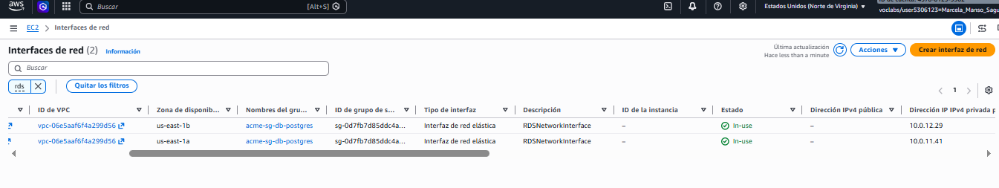 aws
Buscar [Alt+S]
Estados Unidos (Norte de Virginia)
voclabs/user5306123=Marcela_Manso_Sagu
EC2 > Interfaces de red
Interfaces de red (2) Información
Última actualización
Hace less than a minute
Acciones
Crear interfaz de red
Buscar
rds
Quitar los filtros
1
ID de VPC Zona de disponib... Nombres del gru... ID de grupo de s... Tipo de interfaz Descripción ID de la instancia Estado Dirección IPv4 pública Dirección IP IPv4 privada p
vpc-06e5aaf6f4a299d56 us-east-1b acme-sg-db-postgres sg-0d7fb7d85ddc4a... Interfaz de red elástica RDSNetworkInterface – In-use – 10.0.12.29
vpc-06e5aaf6f4a299d56 us-east-1a acme-sg-db-postgres sg-0d7fb7d85ddc4a... Interfaz de red elástica RDSNetworkInterface – In-use – 10.0.11.41